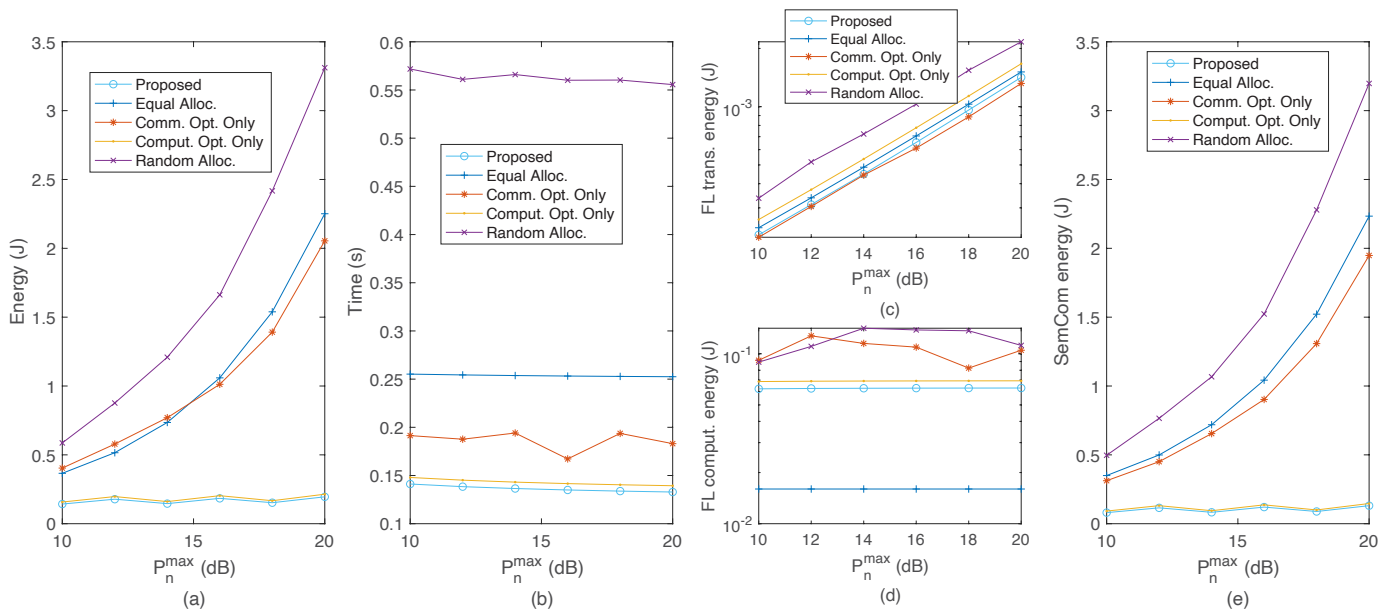 3.5
3
2.5
2
1.5
1
0.5
0
Energy (J)
10
15
20
P_n^max (dB)
(a)
Proposed
Equal Alloc.
Comm. Opt. Only
Comput. Opt. Only
Random Alloc.
0.6
0.55
0.5
0.45
0.4
0.35
0.3
0.25
0.2
0.15
0.1
Time (s)
10
15
20
P_n^max (dB)
(b)
Proposed
Equal Alloc.
Comm. Opt. Only
Comput. Opt. Only
Random Alloc.
10^-3
FL trans. energy (J)
10
12
14
16
18
20
P_n^max (dB)
(c)
Proposed
Equal Alloc.
Comm. Opt. Only
Comput. Opt. Only
Random Alloc.
10^-1
10^-2
FL comput. energy (J)
10
12
14
16
18
20
P_n^max (dB)
(d)
3.5
3
2.5
2
1.5
1
0.5
0
SemCom energy (J)
10
15
20
P_n^max (dB)
(e)
Proposed
Equal Alloc.
Comm. Opt. Only
Comput. Opt. Only
Random Alloc.